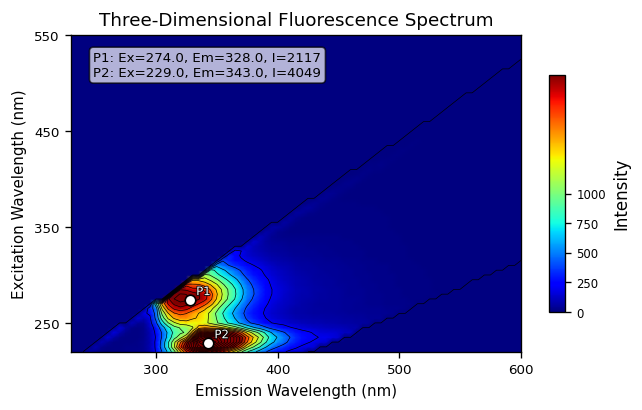 Three-Dimensional Fluorescence Spectrum
P1: Ex=274.0, Em=328.0, I=2117
P2: Ex=229.0, Em=343.0, I=4049
Excitation Wavelength (nm)
550
450
350
250
P1
P2
300
400
500
600
Emission Wavelength (nm)
1000
750
500
250
0
Intensity